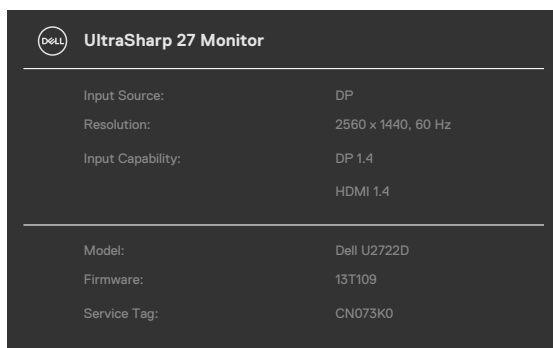 DELL UltraSharp 27 Monitor
Input Source: DP
Resolution: 2560 x 1440, 60 Hz
Input Capability: DP 1.4
HDMI 1.4
Model: Dell U2722D
Firmware: 13T109
Service Tag: CN073K0